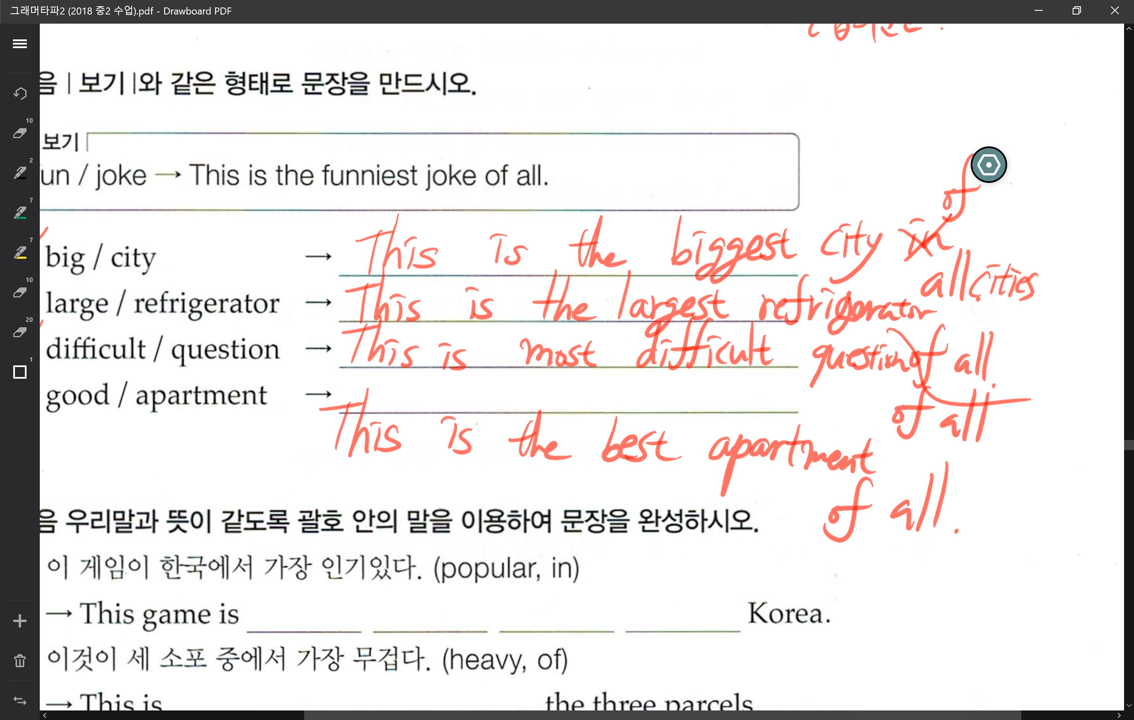 그래머타파2 (2018 중2 수업).pdf - Drawboard PDF
음 | 보기 |와 같은 형태로 문장을 만드시오.
보기
un / joke → This is the funniest joke of all.
of
big / city → This is the biggest city in
all cities
large / refrigerator → This is the largest refrigerator
of all
difficult / question → This is most difficult question of all.
good / apartment →
This is the best apartment
of all.
음 우리말과 뜻이 같도록 괄호 안의 말을 이용하여 문장을 완성하시오.
이 게임이 한국에서 가장 인기있다. (popular, in)
→ This game is Korea.
이것이 세 소포 중에서 가장 무겁다. (heavy, of)
→ This is the three parcels